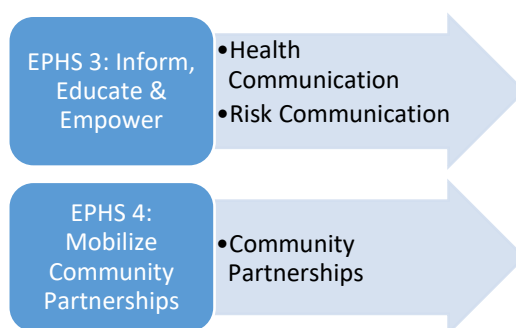 EPHS 3: Inform,
Educate &
Empower
•Health
Communication
•Risk Communication
EPHS 4:
Mobilize
Community
Partnerships
•Community
Partnerships